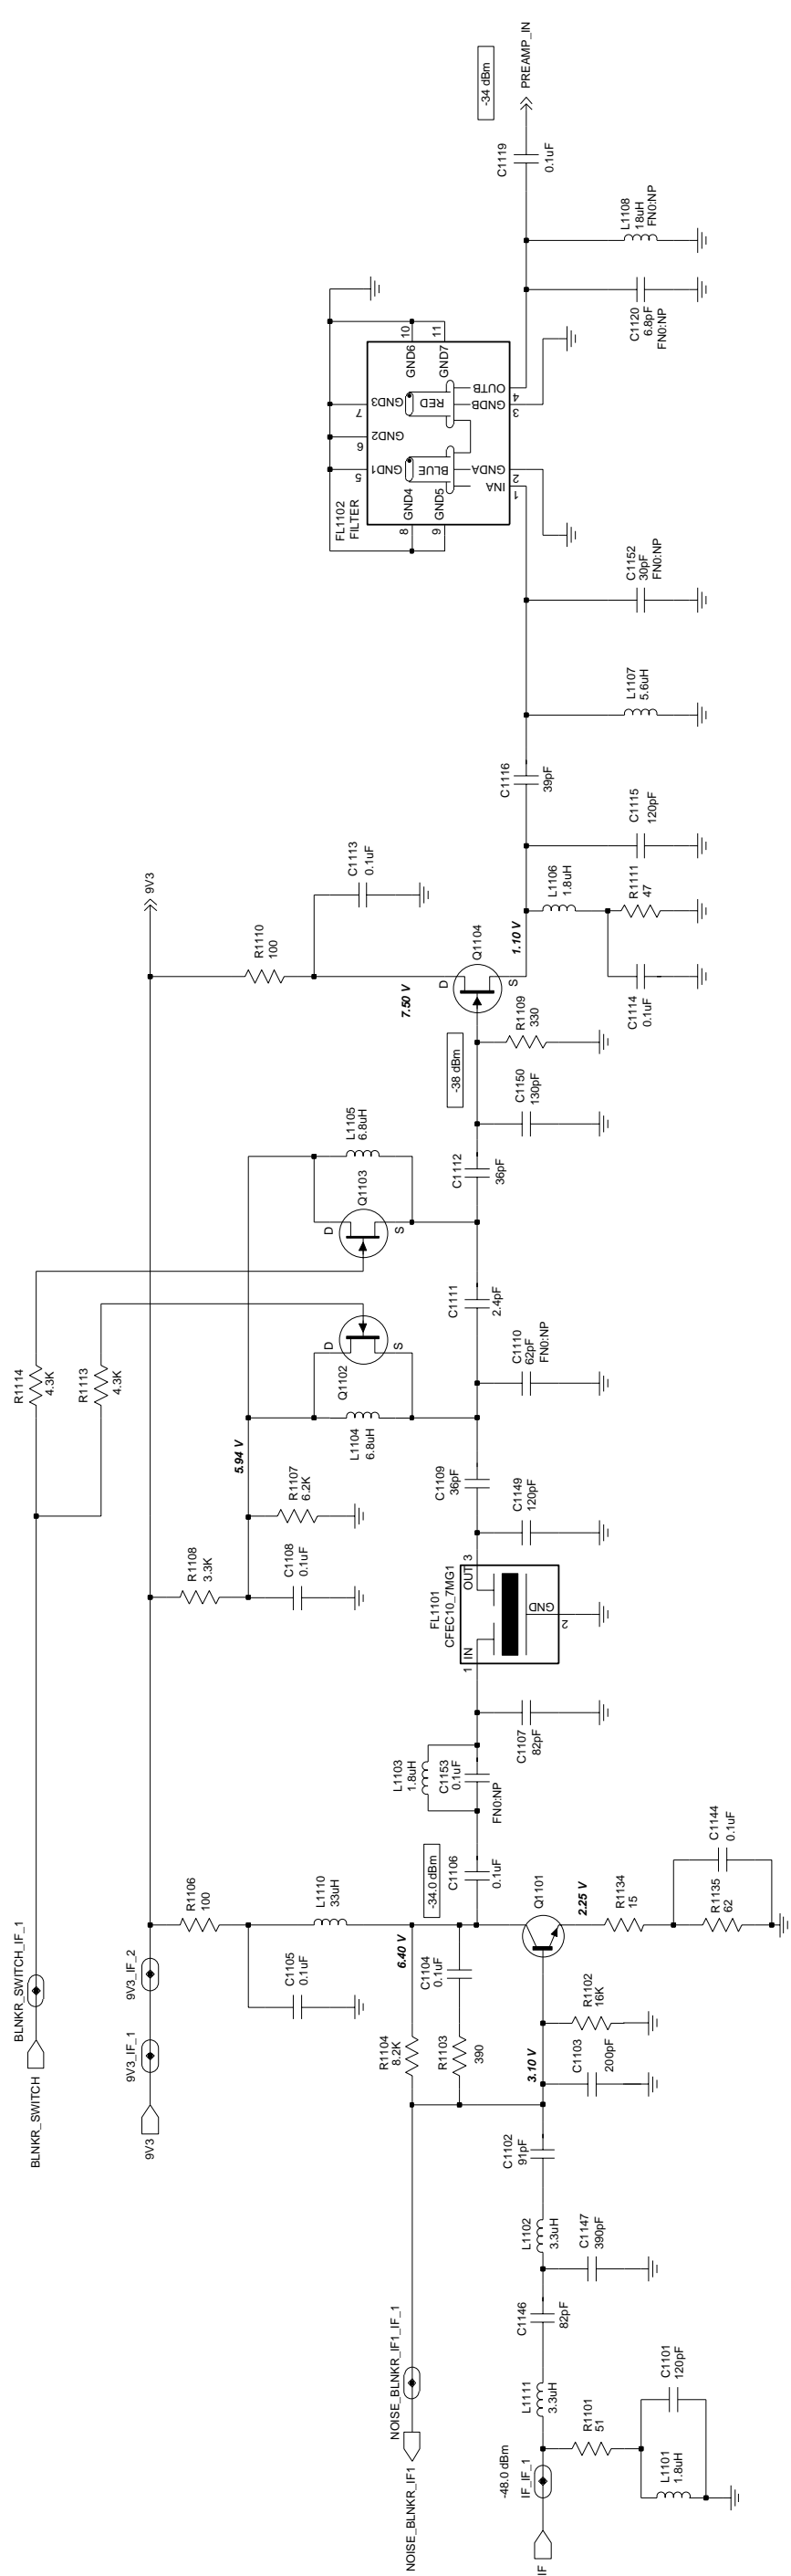 PREAMP_IN
-34 dBm
C1119
0.1uF
L1108
18uH
FN0:NP
C1120
6.8pF
FN0:NP
10
GND6
11
GND7
GND3
7
GND2
6
GND1
5
RED
BLUE
OUTB
4
GNDB
3
GNDA
2
INA
1
FL1102
FILTER
8
GND4
9
GND5
C1152
30pF
FN0:NP
L1107
5.6uH
C1116
39pF
C1115
120pF
9V3
C1113
0.1uF
L1106
1.8uH
R1111
47
R1110
100
1.10 V
Q1104
D
S
7.50 V
C1114
0.1uF
R1109
330
-38 dBm
C1150
130pF
L1105
6.8uH
C1112
36pF
Q1103
D
S
C1111
2.4pF
R1114
4.3K
R1113
4.3K
Q1102
D
S
C1110
62pF
FN0:NP
L1104
6.8uH
5.94 V
C1109
36pF
R1107
6.2K
C1149
120pF
R1108
3.3K
C1108
0.1uF
FL1101
CFEC10_7MG1
OUT
3
GND
2
1
IN
C1107
82pF
L1103
1.8uH
C1153
0.1uF
FN0:NP
-34.0 dBm
C1106
0.1uF
C1144
0.1uF
R1106
100
L1110
33uH
Q1101
2.25 V
R1134
15
R1135
62
6.40 V
BLNKR_SWITCH_IF_1
9V3_IF_2
C1105
0.1uF
C1104
0.1uF
R1102
16K
9V3_IF_1
R1104
8.2K
R1103
390
3.10 V
C1103
200pF
BLNKR_SWITCH
9V3
C1102
91pF
L1102
3.3uH
C1147
390pF
C1146
82pF
NOISE_BLNKR_IF1_IF_1
L1111
3.3uH
C1101
120pF
R1101
51
-48.0 dBm
IF_IF_1
L1101
1.8uH
NOISE_BLNKR_IF1
IF